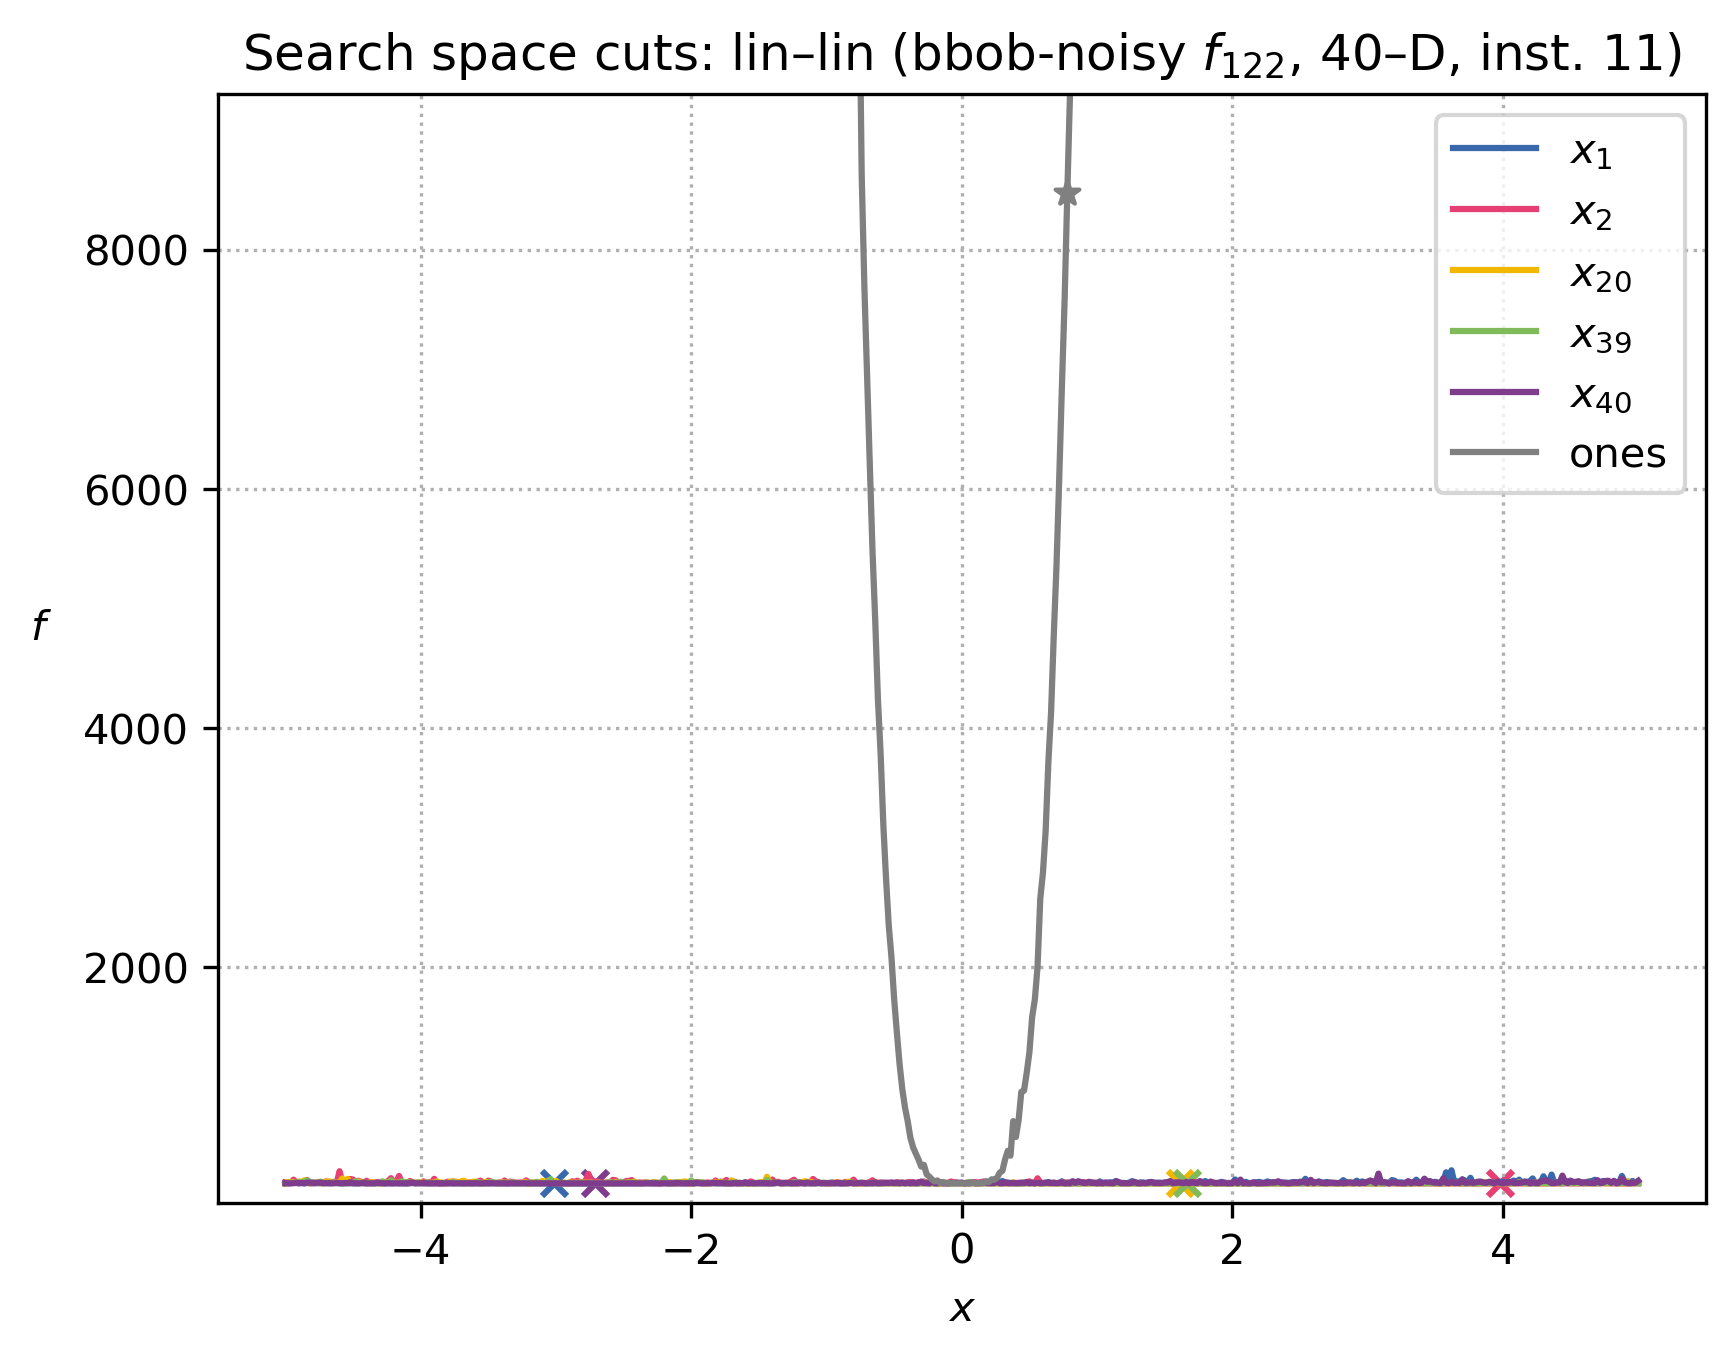 Search space cuts: lin–lin (bbob-noisy f₁₂₂, 40–D, inst. 11)
x₁
x₂
x₂₀
x₃₉
x₄₀
ones
8000
6000
4000
2000
f
−4 −2 0 2 4
x